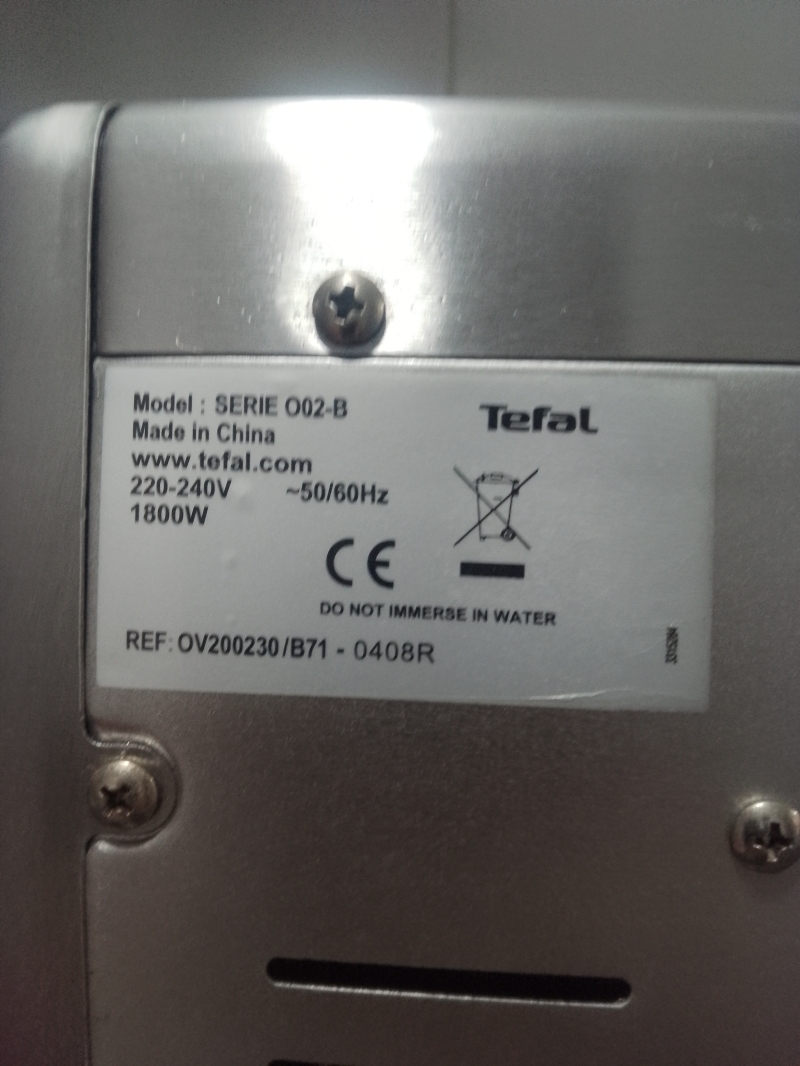 Model : SERIE O02-B
Made in China
www.tefal.com
220-240V ~50/60Hz
1800W
Tefal
CE
DO NOT IMMERSE IN WATER
REF: OV200230/B71 - 0408R